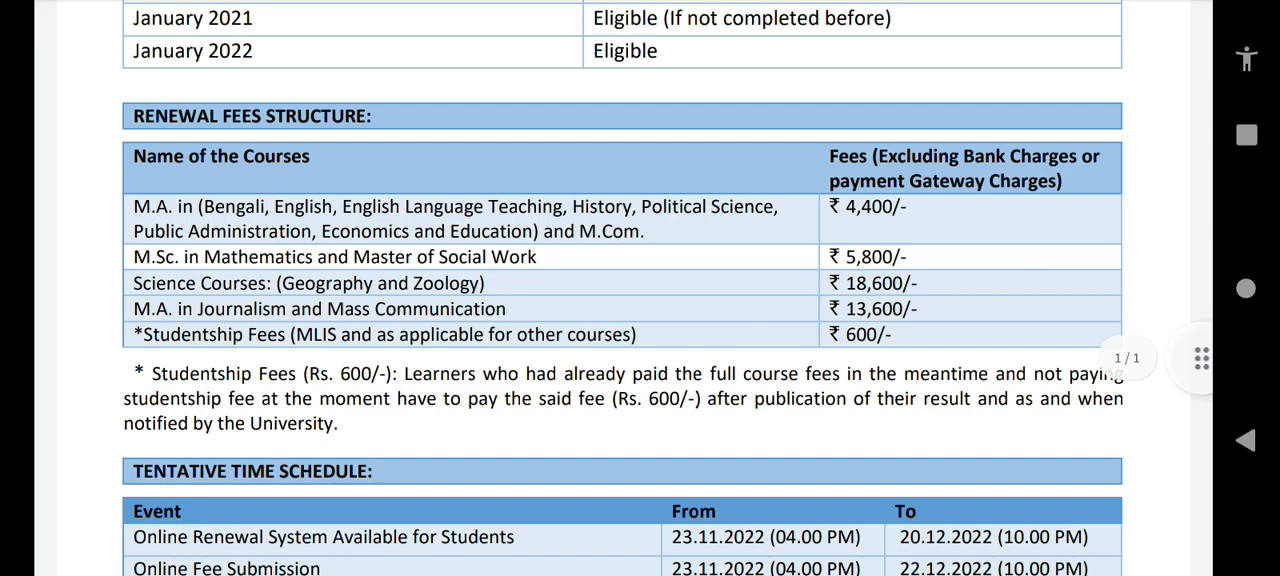 January 2021 Eligible (If not completed before)
January 2022 Eligible
RENEWAL FEES STRUCTURE:
Name of the Courses Fees (Excluding Bank Charges or
payment Gateway Charges)
M.A. in (Bengali, English, English Language Teaching, History, Political Science, ₹ 4,400/-
Public Administration, Economics and Education) and M.Com.
M.Sc. in Mathematics and Master of Social Work ₹ 5,800/-
Science Courses: (Geography and Zoology) ₹ 18,600/-
M.A. in Journalism and Mass Communication ₹ 13,600/-
*Studentship Fees (MLIS and as applicable for other courses) ₹ 600/-
1/1
* Studentship Fees (Rs. 600/-): Learners who had already paid the full course fees in the meantime and not paying
studentship fee at the moment have to pay the said fee (Rs. 600/-) after publication of their result and as and when
notified by the University.
TENTATIVE TIME SCHEDULE:
Event From To
Online Renewal System Available for Students 23.11.2022 (04.00 PM) 20.12.2022 (10.00 PM)
Online Fee Submission 23.11.2022 (04.00 PM) 22.12.2022 (10.00 PM)